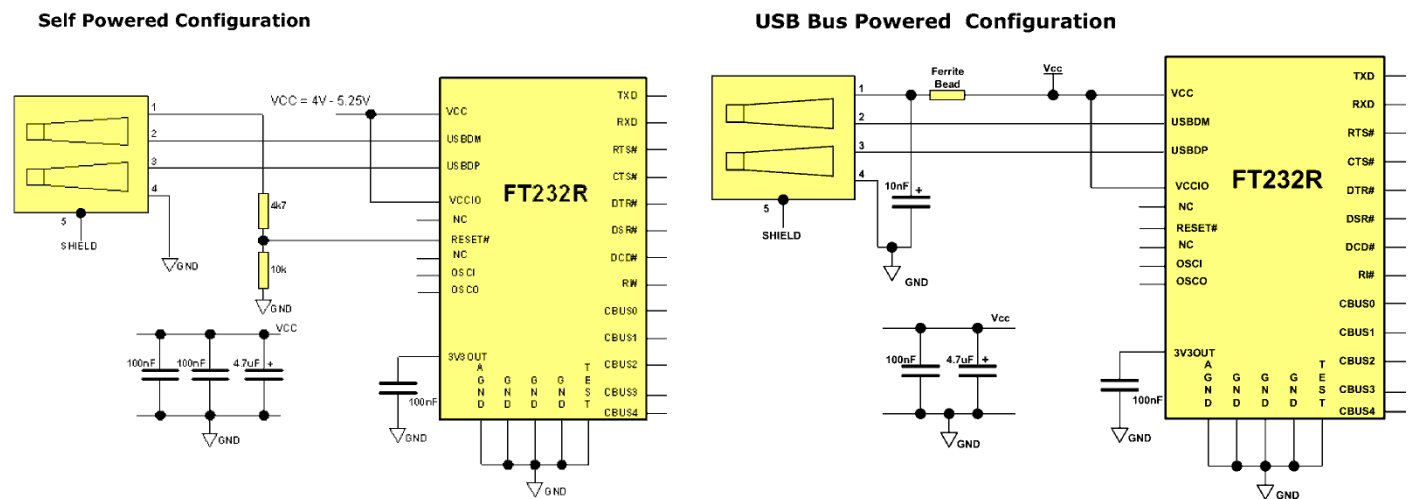 Self Powered Configuration
1
2
3
4
5
SHIELD
GND
VCC = 4V - 5.25V
4k7
10k
GND
VCC
100nF
100nF
4.7uF +
GND
100nF
GND
FT232R
VCC
USBDM
USBDP
VCCIO
NC
RESET#
NC
OSCI
OSCO
3V3OUT
AGND
GND
GND
GND
TEST
TXD
RXD
RTS#
CTS#
DTR#
DSR#
DCD#
RI#
CBUS0
CBUS1
CBUS2
CBUS3
CBUS4
GND
USB Bus Powered Configuration
1
2
3
4
5
SHIELD
Ferrite
Bead
Vcc
10nF +
GND
Vcc
100nF
4.7uF +
GND
100nF
GND
FT232R
VCC
USBDM
USBDP
VCCIO
NC
RESET#
NC
OSCI
OSCO
3V3OUT
AGND
GND
GND
GND
TEST
TXD
RXD
RTS#
CTS#
DTR#
DSR#
DCD#
RI#
CBUS0
CBUS1
CBUS2
CBUS3
CBUS4
GND